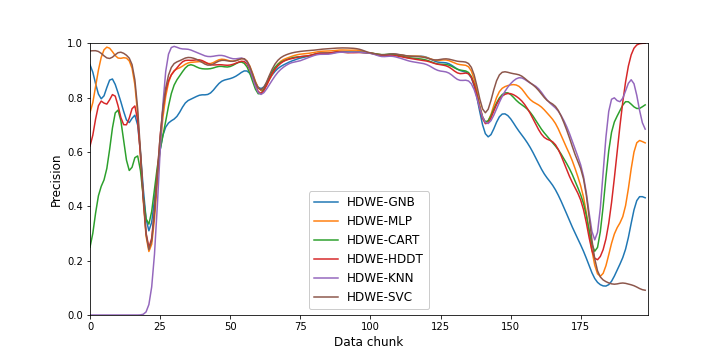 1.0
0.8
0.6
0.4
0.2
0.0
Precision
HDWE-GNB
HDWE-MLP
HDWE-CART
HDWE-HDDT
HDWE-KNN
HDWE-SVC
0 25 50 75 100 125 150 175
Data chunk